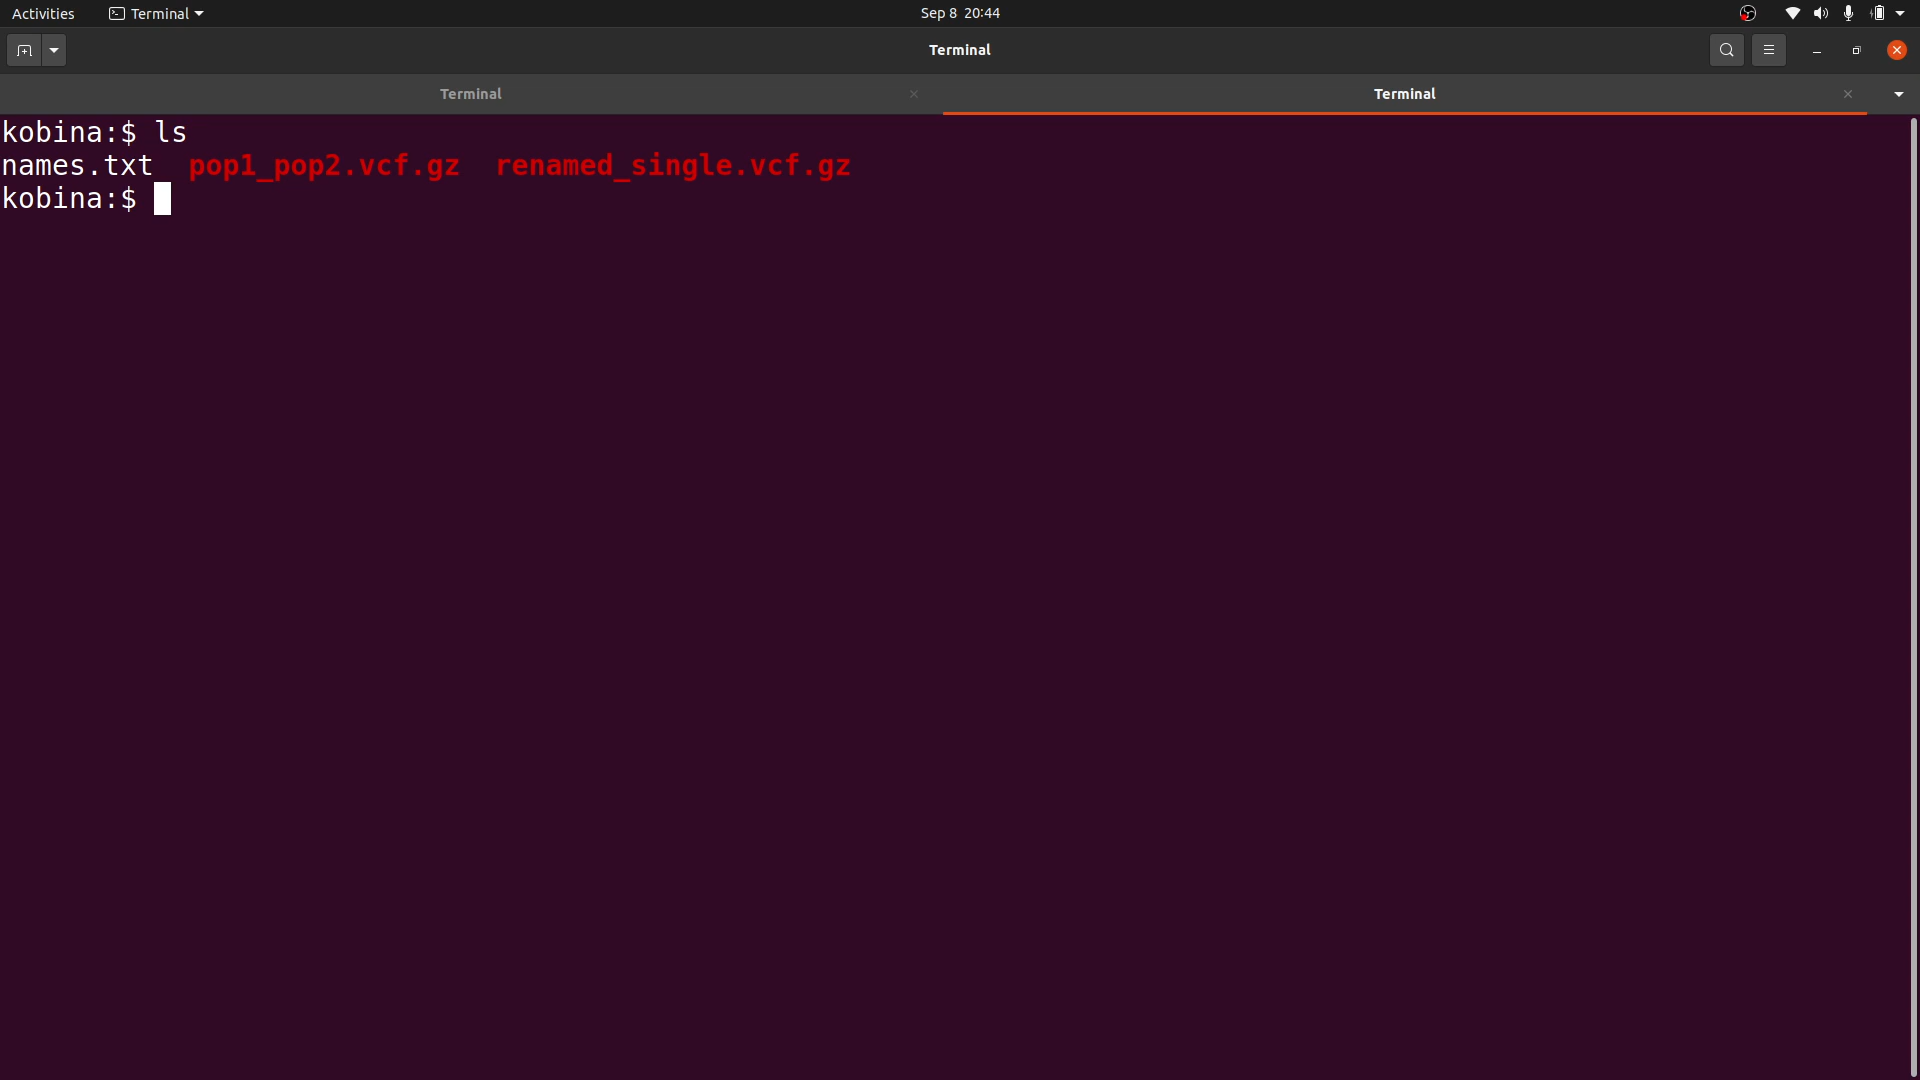 Activities Terminal Sep 8 20:44
Terminal
Terminal Terminal
kobina:$ ls
names.txt pop1_pop2.vcf.gz renamed_single.vcf.gz
kobina:$